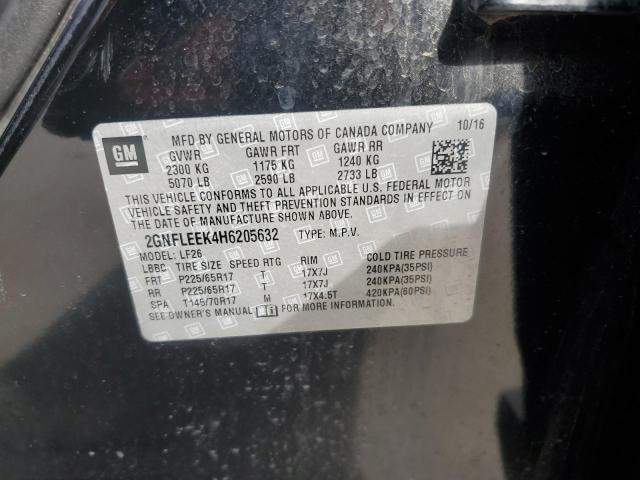 GM
MFD BY GENERAL MOTORS OF CANADA COMPANY 10/16
GVWR GAWR FRT GAWR RR
2300 KG 1175 KG 1240 KG
5070 LB 2590 LB 2733 LB
THIS VEHICLE CONFORMS TO ALL APPLICABLE U.S. FEDERAL MOTOR
VEHICLE SAFETY AND THEFT PREVENTION STANDARDS IN EFFECT ON
THE DATE OF MANUFACTURE SHOWN ABOVE.
2GNFLEEK4H6205632 TYPE: M.P.V.
MODEL: LF26
LBBC TIRE SIZE SPEED RTG RIM COLD TIRE PRESSURE
FRT P225/65R17 T 17X7J 240KPA(35PSI)
RR P225/65R17 T 17X7J 240KPA(35PSI)
SPA T145/70R17 M 17X4.5T 420KPA(60PSI)
SEE OWNER'S MANUAL FOR MORE INFORMATION.